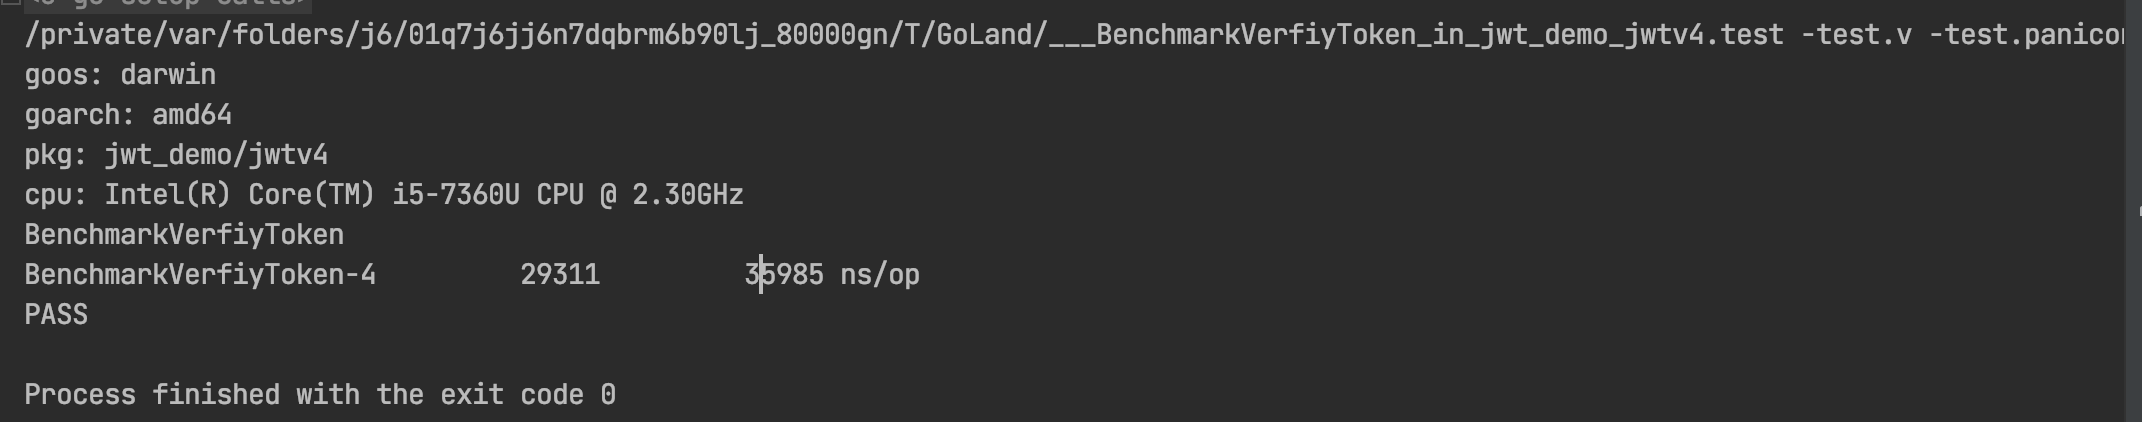 /private/var/folders/j6/01q7j6jj6n7dqbrm6b90lj_80000gn/T/GoLand/___BenchmarkVerfiyToken_in_jwt_demo_jwtv4.test -test.v -test.panicon
goos: darwin
goarch: amd64
pkg: jwt_demo/jwtv4
cpu: Intel(R) Core(TM) i5-7360U CPU @ 2.30GHz
BenchmarkVerfiyToken
BenchmarkVerfiyToken-4 29311 35985 ns/op
PASS
Process finished with the exit code 0